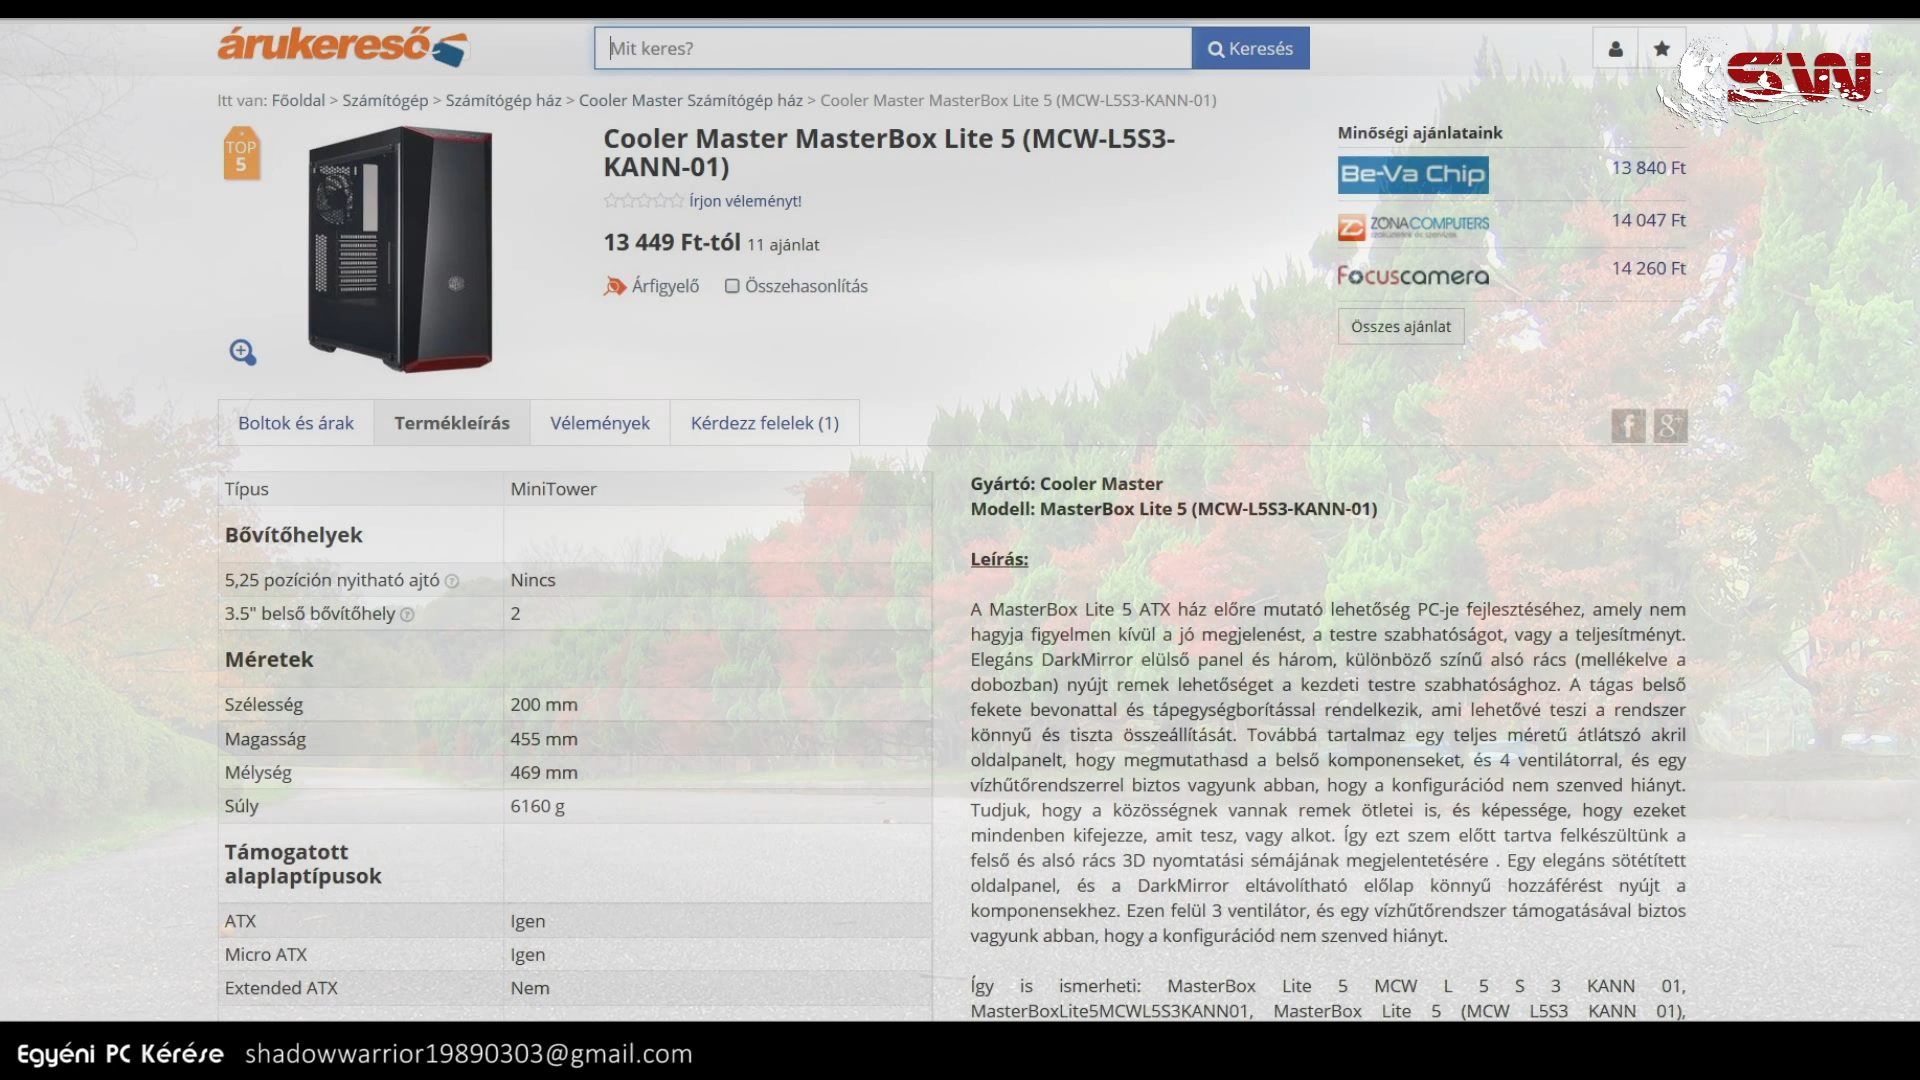 árukereső
Mit keres?
Keresés
SW
Itt van: Főoldal > Számítógép > Számítógép ház > Cooler Master Számítógép ház > Cooler Master MasterBox Lite 5 (MCW-L5S3-KANN-01)
TOP
5
Cooler Master MasterBox Lite 5 (MCW-L5S3-
KANN-01)
Írjon véleményt!
13 449 Ft-tól 11 ajánlat
Árfigyelő Összehasonlítás
Minőségi ajánlataink
Be-Va Chip 13 840 Ft
ZONACOMPUTERS 14 047 Ft
Focuscamera 14 260 Ft
Összes ajánlat
Boltok és árak Termékleírás Vélemények Kérdezz felelek (1)
Típus MiniTower
Bővítőhelyek
5,25 pozíción nyitható ajtó Nincs
3.5" belső bővítőhely 2
Méretek
Szélesség 200 mm
Magasság 455 mm
Mélység 469 mm
Súly 6160 g
Támogatott
alaplaptípusok
ATX Igen
Micro ATX Igen
Extended ATX Nem
Gyártó: Cooler Master
Modell: MasterBox Lite 5 (MCW-L5S3-KANN-01)
Leírás:
A MasterBox Lite 5 ATX ház előre mutató lehetőség PC-je fejlesztéséhez, amely nem
hagyja figyelmen kívül a jó megjelenést, a testre szabhatóságot, vagy a teljesítményt.
Elegáns DarkMirror elülső panel és három, különböző színű alsó rács (mellékelve a
dobozban) nyújt remek lehetőséget a kezdeti testre szabhatósághoz. A tágas belső
fekete bevonattal és tápegységborítással rendelkezik, ami lehetővé teszi a rendszer
könnyű és tiszta összeállítását. Továbbá tartalmaz egy teljes méretű átlátszó akril
oldalpanelt, hogy megmutathasd a belső komponenseket, és 4 ventilátorral, és egy
vízhűtőrendszerrel biztos vagyunk abban, hogy a konfigurációd nem szenved hiányt.
Tudjuk, hogy a közösségnek vannak remek ötletei is, és képessége, hogy ezeket
mindenben kifejezze, amit tesz, vagy alkot. Így ezt szem előtt tartva felkészültünk a
felső és alsó rács 3D nyomtatási sémájának megjelentetésére . Egy elegáns sötétített
oldalpanel, és a DarkMirror eltávolítható előlap könnyű hozzáférést nyújt a
komponensekhez. Ezen felül 3 ventilátor, és egy vízhűtőrendszer támogatásával biztos
vagyunk abban, hogy a konfigurációd nem szenved hiányt.
Így is ismerheti: MasterBox Lite 5 MCW L 5 S 3 KANN 01,
MasterBoxLite5MCWL5S3KANN01, MasterBox Lite 5 (MCW L5S3 KANN 01),
Egyéni PC Kérése shadowwarrior19890303@gmail.com